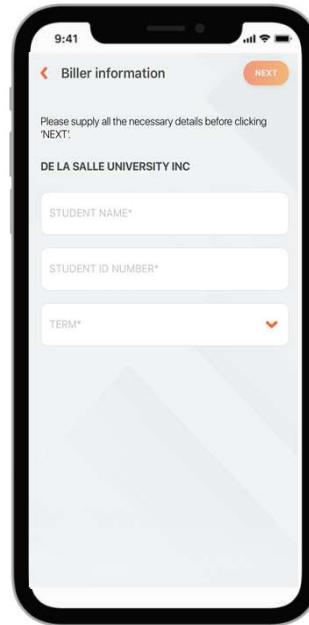 9:41
Biller information
NEXT
Please supply all the necessary details before clicking
'NEXT'.
DE LA SALLE UNIVERSITY INC
STUDENT NAME*
STUDENT ID NUMBER*
TERM*